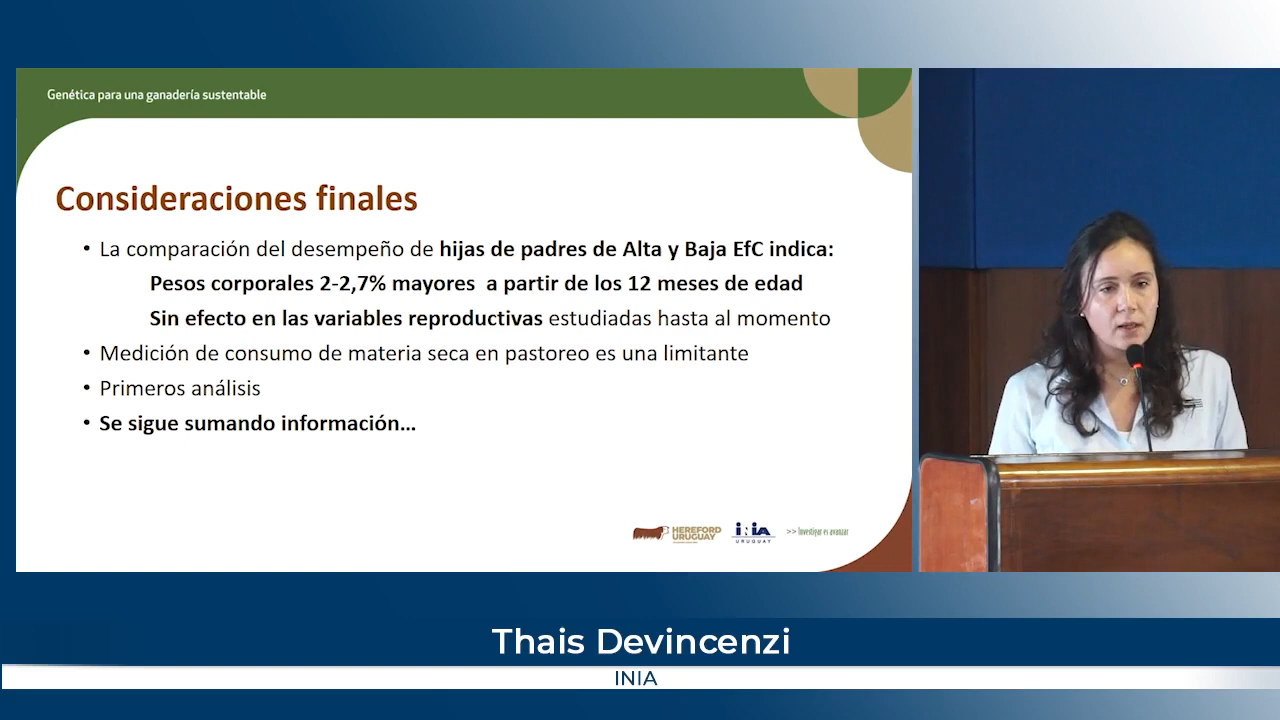 Genética para una ganadería sustentable
Consideraciones finales
• La comparación del desempeño de hijas de padres de Alta y Baja EfC indica:
Pesos corporales 2-2,7% mayores a partir de los 12 meses de edad
Sin efecto en las variables reproductivas estudiadas hasta al momento
• Medición de consumo de materia seca en pastoreo es una limitante
• Primeros análisis
• Se sigue sumando información...
HEREFORD
URUGUAY
INIA
URUGUAY
>> Investigar es avanzar
Thais Devincenzi
INIA